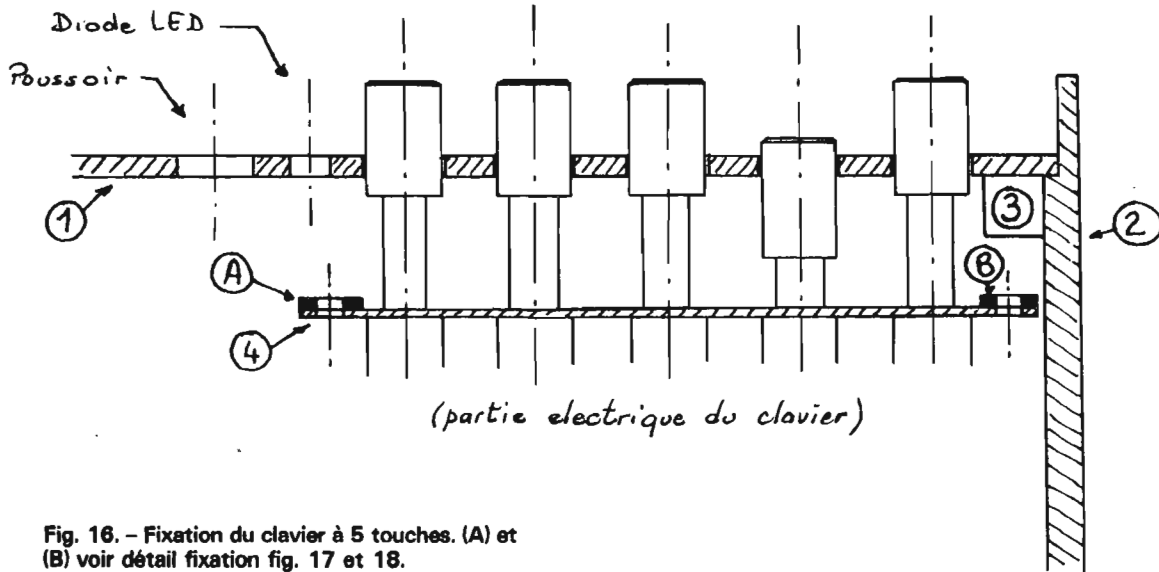 Diode LED
Poussoir
1
3
2
A
B
4
(partie electrique du clavier)
Fig. 16. – Fixation du clavier à 5 touches. (A) et
(B) voir détail fixation fig. 17 et 18.